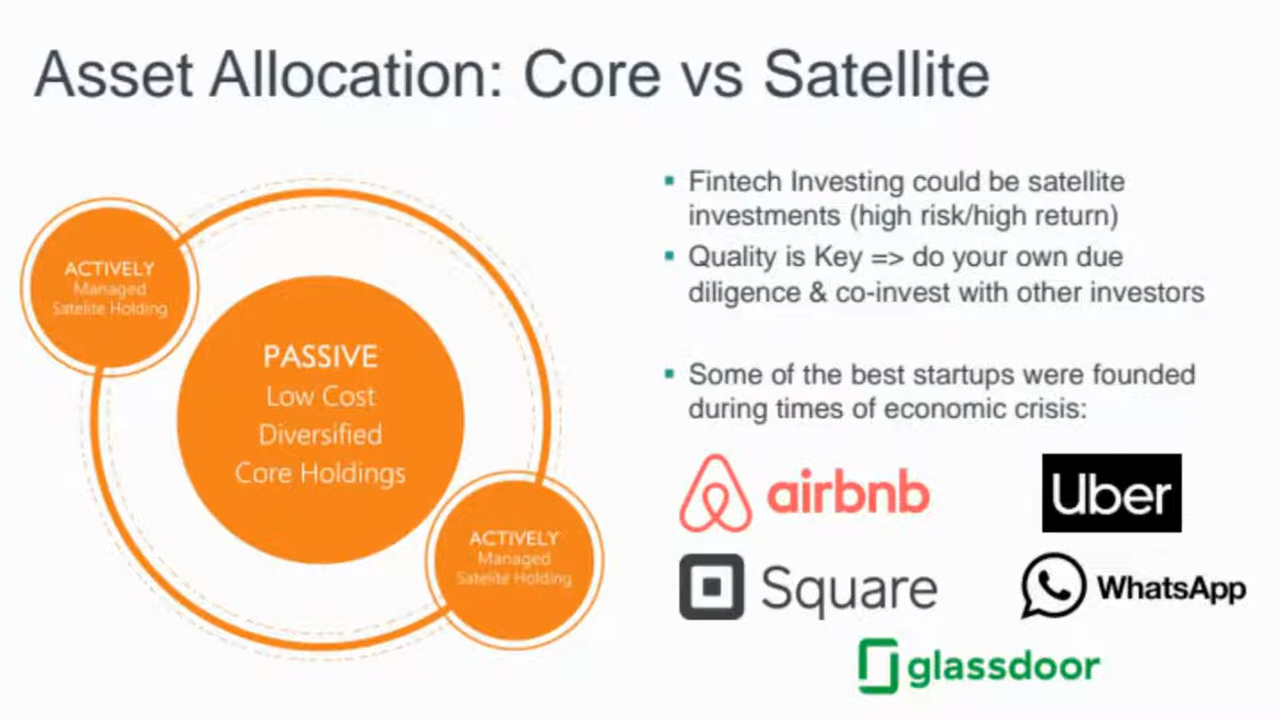 Asset Allocation: Core vs Satellite
ACTIVELY
Managed
Satelite Holding
PASSIVE
Low Cost
Diversified
Core Holdings
ACTIVELY
Managed
Satelite Holding
Fintech Investing could be satellite
investments (high risk/high return)
Quality is Key => do your own due
diligence & co-invest with other investors
Some of the best startups were founded
during times of economic crisis:
airbnb
Uber
Square
WhatsApp
glassdoor